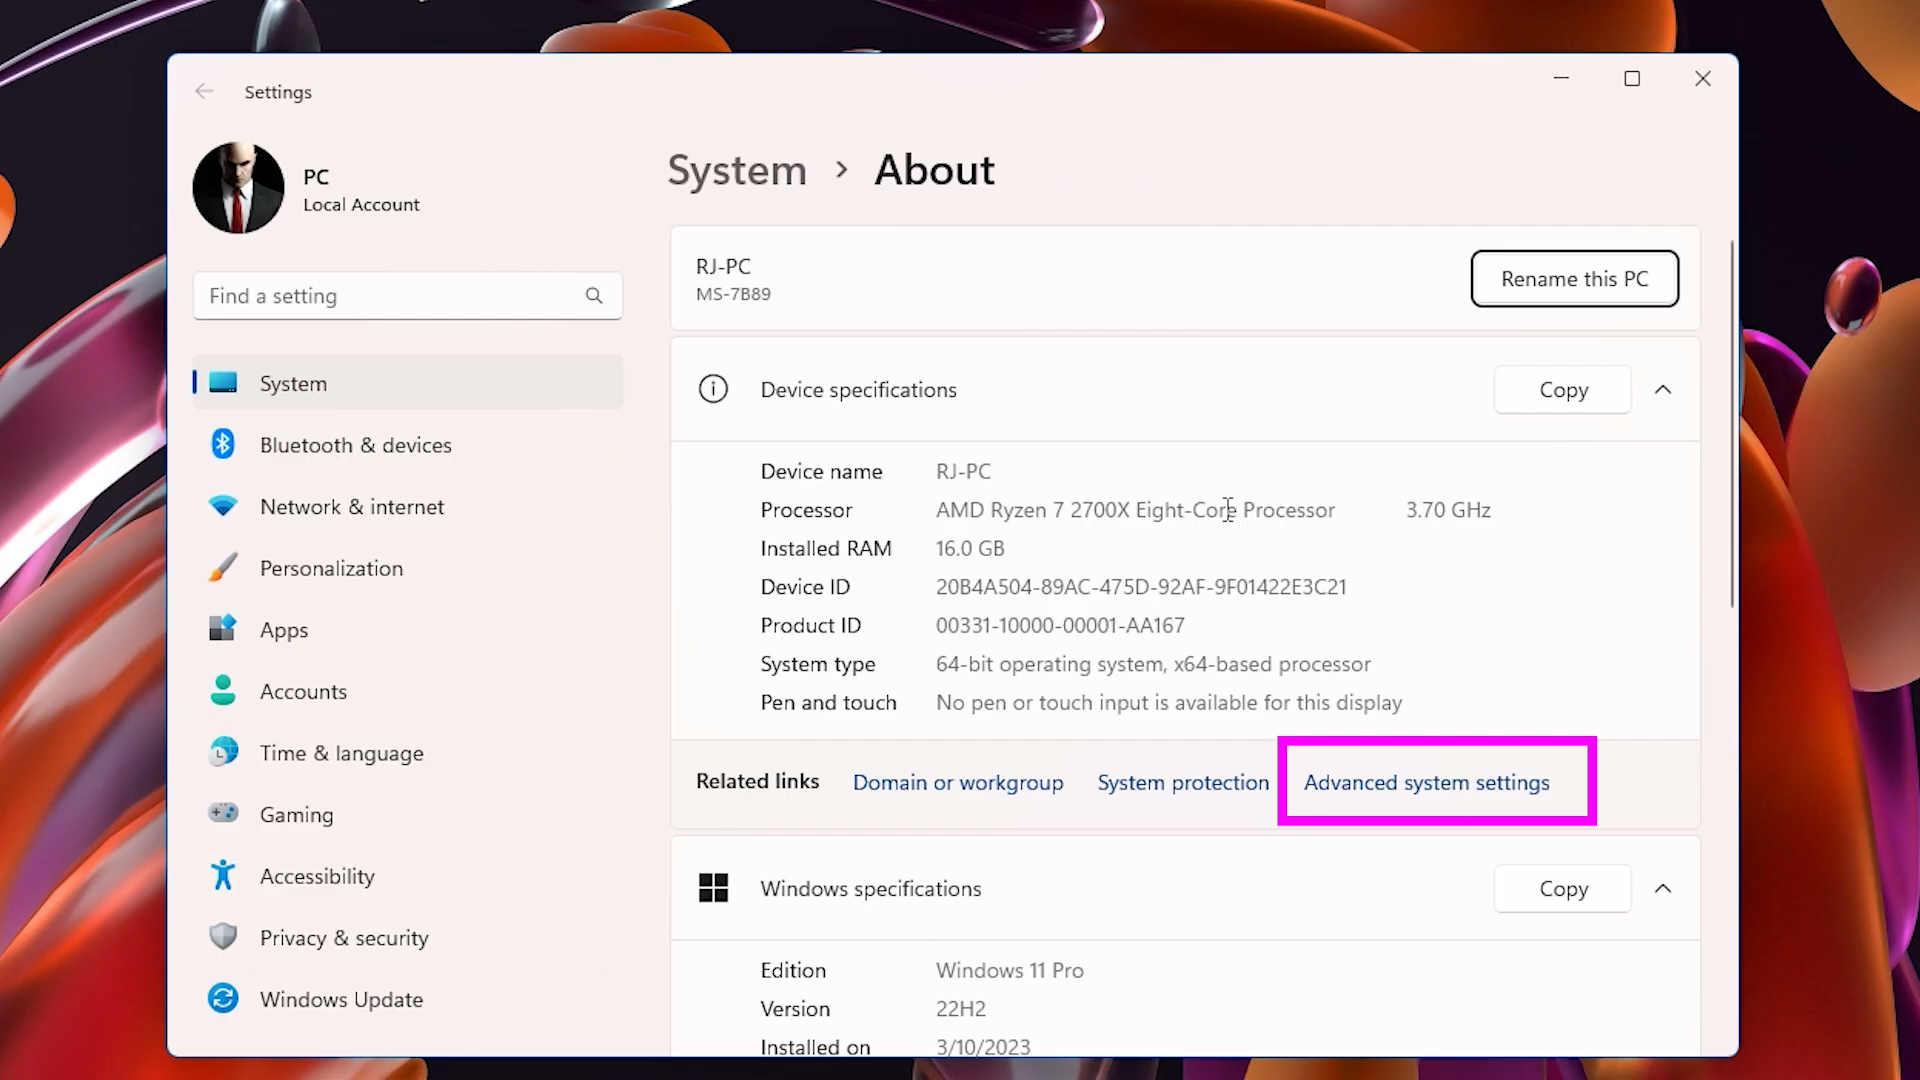 Settings
PC
Local Account
Find a setting
System
Bluetooth & devices
Network & internet
Personalization
Apps
Accounts
Time & language
Gaming
Accessibility
Privacy & security
Windows Update
System > About
RJ-PC
MS-7B89
Rename this PC
Device specifications
Copy
Device name RJ-PC
Processor AMD Ryzen 7 2700X Eight-Core Processor 3.70 GHz
Installed RAM 16.0 GB
Device ID 20B4A504-89AC-475D-92AF-9F01422E3C21
Product ID 00331-10000-00001-AA167
System type 64-bit operating system, x64-based processor
Pen and touch No pen or touch input is available for this display
Related links Domain or workgroup System protection Advanced system settings
Windows specifications
Copy
Edition Windows 11 Pro
Version 22H2
Installed on 3/10/2023